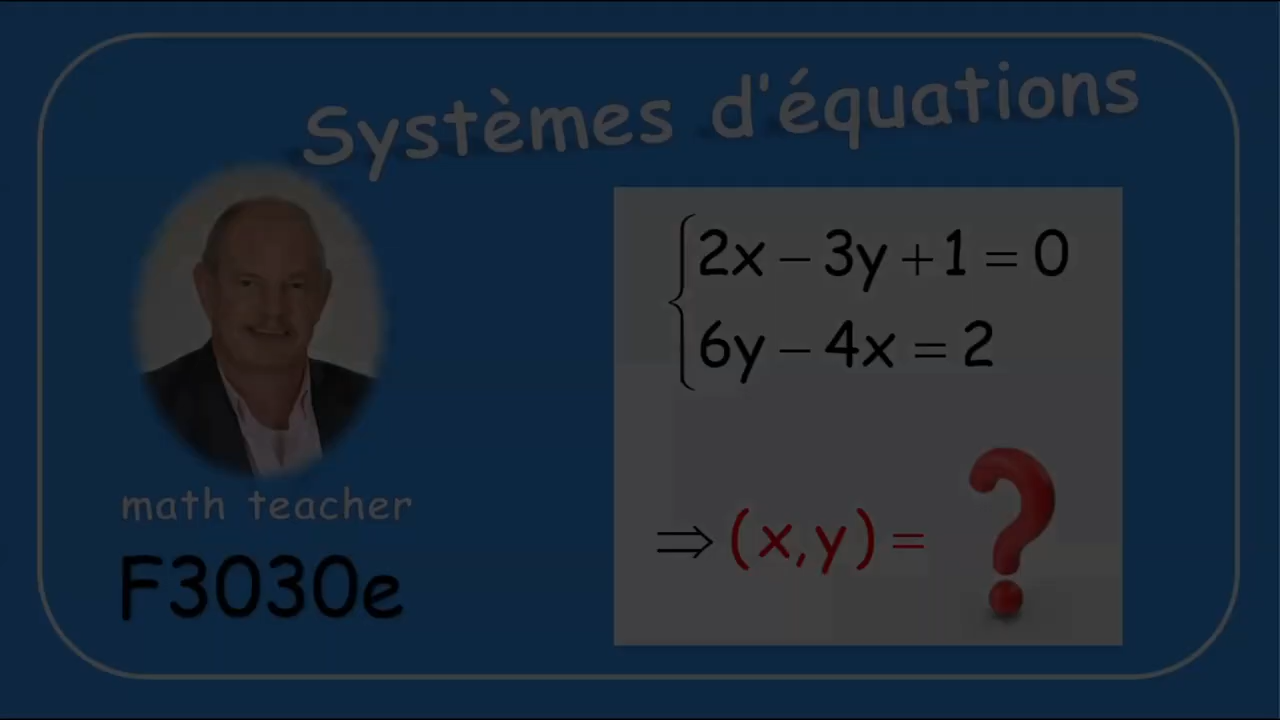 Systèmes d'équations
2x – 3y + 1 = 0
6y – 4x = 2
⇒ (x,y) = ?
math teacher
F3030e